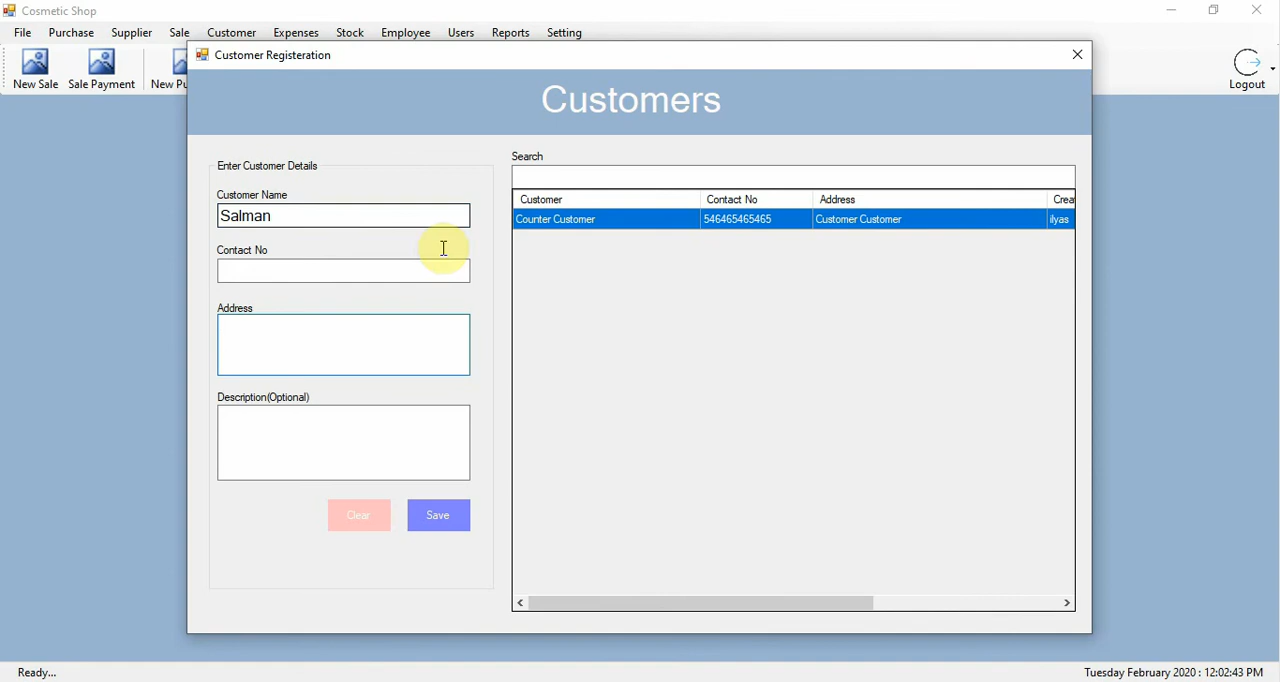 Cosmetic Shop
File Purchase Supplier Sale Customer Expenses Stock Employee Users Reports Setting
New Sale Sale Payment New Pu Logout
Customer Registeration
Customers
Enter Customer Details
Customer Name
Salman
Contact No
Address
Description(Optional)
Clear Save
Search
Customer Contact No Address Crea
Counter Customer 546465465465 Customer Customer ilyas
Ready... Tuesday February 2020 : 12:02:43 PM